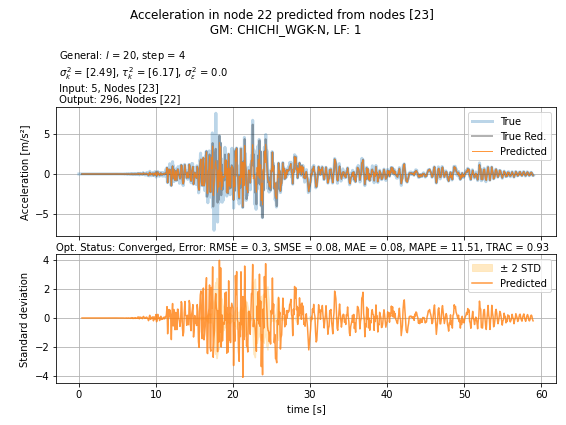 Acceleration in node 22 predicted from nodes [23]
GM: CHICHI_WGK-N, LF: 1
General: l = 20, step = 4
σ²ₖ = [2.49], τ²ₖ = [6.17], σ²ε = 0.0
Input: 5, Nodes [23]
Output: 296, Nodes [22]
Acceleration [m/s²]
5
0
−5
True
True Red.
Predicted
Opt. Status: Converged, Error: RMSE = 0.3, SMSE = 0.08, MAE = 0.08, MAPE = 11.51, TRAC = 0.93
Standard deviation
4
2
0
−2
−4
± 2 STD
Predicted
0 10 20 30 40 50 60
time [s]